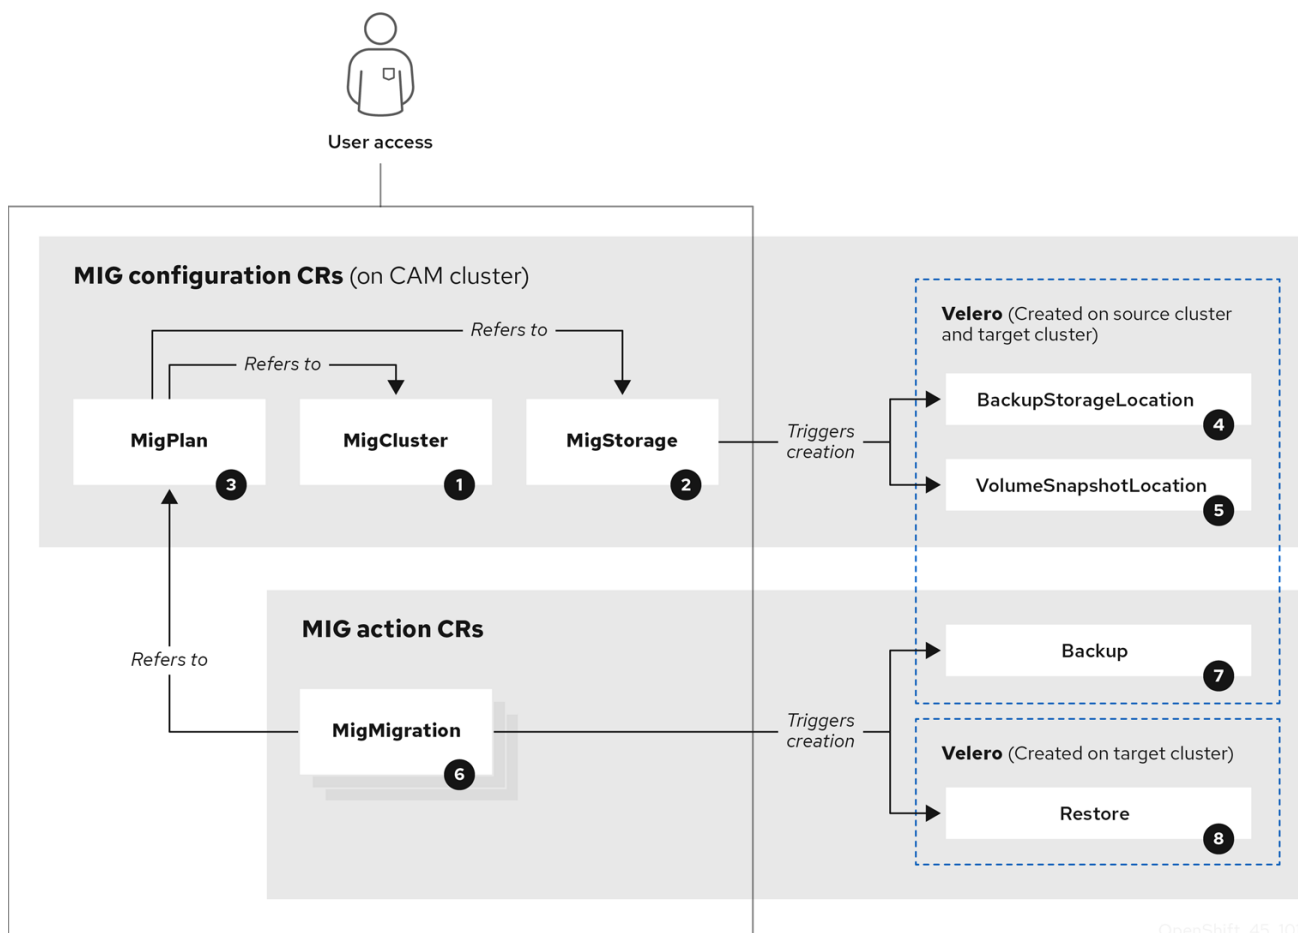 User access
MIG configuration CRs (on CAM cluster)
Refers to
Refers to
MigPlan
3
MigCluster
1
MigStorage
2
Triggers
creation
Velero (Created on source cluster
and target cluster)
BackupStorageLocation
4
VolumeSnapshotLocation
5
Refers to
MIG action CRs
MigMigration
6
Triggers
creation
Backup
7
Velero (Created on target cluster)
Restore
8